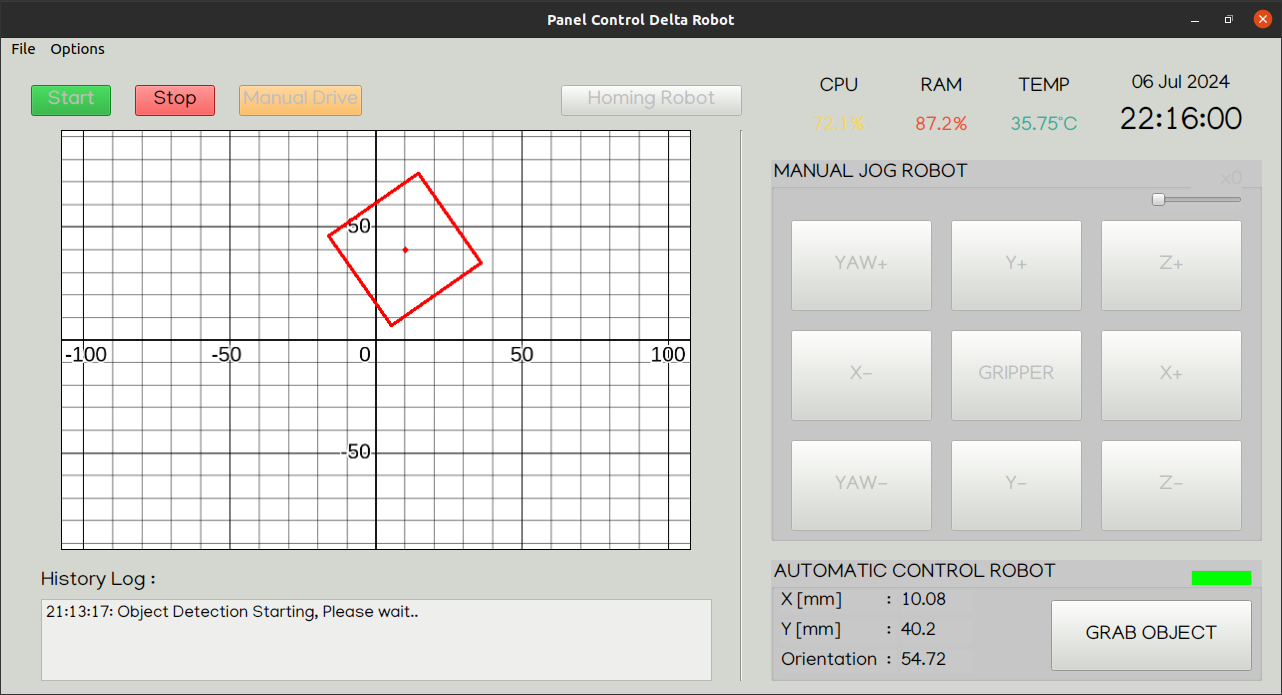 Panel Control Delta Robot
File Options
Start Stop Manual Drive Homing Robot
CPU RAM TEMP 06 Jul 2024
72.1% 87.2% 35.75°C 22:16:00
MANUAL JOG ROBOT
x0
YAW+ Y+ Z+
X- GRIPPER X+
YAW- Y- Z-
50
-100 -50 0 50 100
-50
History Log :
21:13:17: Object Detection Starting, Please wait..
AUTOMATIC CONTROL ROBOT
X [mm] : 10.08
Y [mm] : 40.2
Orientation : 54.72
GRAB OBJECT